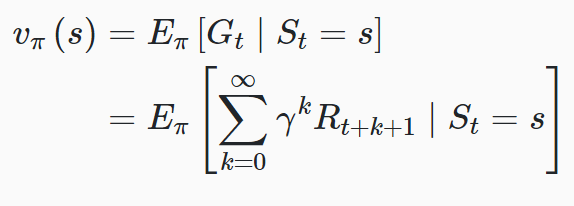 v_π (s) = E_π [G_t | S_t = s]
= E_π [∑_{k=0}^{∞} γ^k R_{t+k+1} | S_t = s]